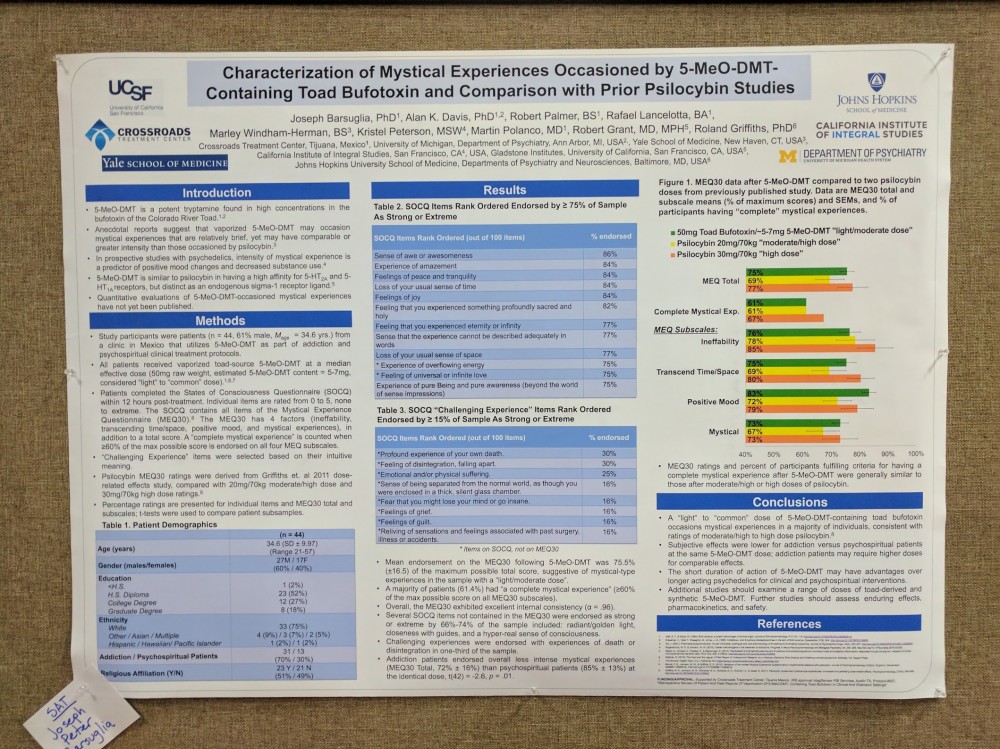 Characterization of Mystical Experiences Occasioned by 5-MeO-DMT-
Containing Toad Bufotoxin and Comparison with Prior Psilocybin Studies
Joseph Barsuglia, PhD1, Alan K. Davis, PhD1,2, Robert Palmer, BS1, Rafael Lancelotta, BA1,
Marley Windham-Herman, BS3, Kristel Peterson, MSW4, Martin Polanco, MD1, Robert Grant, MD, MPH5, Roland Griffiths, PhD6
Crossroads Treatment Center, Tijuana, Mexico1, University of Michigan, Department of Psychiatry, Ann Arbor, MI, USA2, Yale School of Medicine, New Haven, CT, USA3,
California Institute of Integral Studies, San Francisco, CA4, USA, Gladstone Institutes, University of California, San Francisco, CA, USA5,
Johns Hopkins University School of Medicine, Departments of Psychiatry and Neurosciences, Baltimore, MD, USA6
UCSF
University of California
San Francisco
CROSSROADS
TREATMENT CENTER
Yale SCHOOL OF MEDICINE
JOHNS HOPKINS
SCHOOL of MEDICINE
CALIFORNIA INSTITUTE
OF INTEGRAL STUDIES
M DEPARTMENT OF PSYCHIATRY
UNIVERSITY OF MICHIGAN HEALTH SYSTEM
Introduction
• 5-MeO-DMT is a potent tryptamine found in high concentrations in the
bufotoxin of the Colorado River Toad.1,2
• Anecdotal reports suggest that vaporized 5-MeO-DMT may occasion
mystical experiences that are relatively brief, yet may have comparable or
greater intensity than those occasioned by psilocybin.3
• In prospective studies with psychedelics, intensity of mystical experience is
a predictor of positive mood changes and decreased substance use.4
• 5-MeO-DMT is similar to psilocybin in having a high affinity for 5-HT2A and 5-
HT1A receptors, but distinct as an endogenous sigma-1 receptor ligand.5
• Quantitative evaluations of 5-MeO-DMT-occasioned mystical experiences
have not yet been published.
Methods
• Study participants were patients (n = 44, 61% male, Mage = 34.6 yrs.) from
a clinic in Mexico that utilizes 5-MeO-DMT as part of addiction and
psychospiritual clinical treatment protocols.
• All patients received vaporized toad-source 5-MeO-DMT at a median
effective dose (50mg raw weight, estimated 5-MeO-DMT content = 5-7mg,
considered "light" to "common" dose).1,6,7
• Patients completed the States of Consciousness Questionnaire (SOCQ)
within 12 hours post-treatment. Individual items are rated from 0 to 5, none
to extreme. The SOCQ contains all items of the Mystical Experience
Questionnaire (MEQ30).8 The MEQ30 has 4 factors (ineffability,
transcending time/space, positive mood, and mystical experiences), in
addition to a total score. A "complete mystical experience" is counted when
≥60% of the max possible score is endorsed on all four MEQ subscales.
• "Challenging Experience" items were selected based on their intuitive
meaning.
• Psilocybin MEQ30 ratings were derived from Griffiths et. al 2011 dose-
related effects study, compared with 20mg/70kg moderate/high dose and
30mg/70kg high dose ratings.9
• Percentage ratings are presented for individual items and MEQ30 total and
subscales; t-tests were used to compare patient subsamples.
Table 1. Patient Demographics
(n = 44)
Age (years) 34.6 (SD ± 9.97)
(Range 21-57)
Gender (males/females) 27M / 17F
(60% / 40%)
Education
<H.S. 1 (2%)
H.S. Diploma 23 (52%)
College Degree 12 (27%)
Graduate Degree 8 (18%)
Ethnicity
White 33 (75%)
Other / Asian / Multiple 4 (9%) / 3 (7%) / 2 (5%)
Hispanic / Hawaiian/ Pacific Islander 1 (2%) / 1 (2%)
Addiction / Psychospiritual Patients 31 / 13
(70% / 30%)
Religious Affiliation (Y/N) 23 Y / 21 N
(51% / 49%)
Results
Table 2. SOCQ Items Rank Ordered Endorsed by ≥ 75% of Sample
As Strong or Extreme
SOCQ Items Rank Ordered (out of 100 items) % endorsed
Sense of awe or awesomeness 86%
Experience of amazement 84%
Feelings of peace and tranquility 84%
Loss of your usual sense of time 84%
Feelings of joy 84%
Feeling that you experienced something profoundly sacred and 82%
holy
Feeling that you experienced eternity or infinity 77%
Sense that the experience cannot be described adequately in 77%
words
Loss of your usual sense of space 77%
* Experience of overflowing energy 75%
* Feeling of universal or infinite love 75%
Experience of pure Being and pure awareness (beyond the world 75%
of sense impressions)
Table 3. SOCQ "Challenging Experience" Items Rank Ordered
Endorsed by ≥ 15% of Sample As Strong or Extreme
SOCQ Items Rank Ordered (out of 100 items) % endorsed
*Profound experience of your own death. 30%
*Feeling of disintegration, falling apart. 30%
*Emotional and/or physical suffering. 25%
*Sense of being separated from the normal world, as though you 16%
were enclosed in a thick, silent glass chamber.
*Fear that you might lose your mind or go insane. 16%
*Feelings of grief. 16%
*Feelings of guilt. 16%
*Reliving of sensations and feelings associated with past surgery, 16%
illness or accidents.
* Items on SOCQ, not on MEQ30
• Mean endorsement on the MEQ30 following 5-MeO-DMT was 75.5%
(±16.5) of the maximum possible total score, suggestive of mystical-type
experiences in the sample with a "light/moderate dose".
• A majority of patients (61.4%) had "a complete mystical experience" (≥60%
of the max possible score on all MEQ30 subscales).
• Overall, the MEQ30 exhibited excellent internal consistency (α = .96).
• Several SOCQ items not contained in the MEQ30 were endorsed as strong
or extreme by 66%-74% of the sample included: radiant/golden light,
closeness with guides, and a hyper-real sense of consciousness.
• Challenging experiences were endorsed with experiences of death or
disintegration in one-third of the sample.
• Addiction patients endorsed overall less intense mystical experiences
(MEQ30 Total, 72% ± 16%) than psychospiritual patients (85% ± 13%) at
the identical dose, t(42) = -2.6, p = .01.
Figure 1. MEQ30 data after 5-MeO-DMT compared to two psilocybin
doses from previously published study. Data are MEQ30 total and
subscale means (% of maximum scores) and SEMs, and % of
participants having "complete" mystical experiences.
50mg Toad Bufotoxin/~5-7mg 5-MeO-DMT "light/moderate dose"
Psilocybin 20mg/70kg "moderate/high dose"
Psilocybin 30mg/70kg "high dose"
MEQ Total 75% 69% 77%
Complete Mystical Exp. 61% 61% 67%
MEQ Subscales:
Ineffability 76% 78% 85%
Transcend Time/Space 75% 69% 80%
Positive Mood 83% 72% 79%
Mystical 73% 67% 73%
40% 50% 60% 70% 80% 90% 100%
• MEQ30 ratings and percent of participants fulfilling criteria for having a
complete mystical experience after 5-MeO-DMT were generally similar to
those after moderate/high or high doses of psilocybin.
Conclusions
• A "light" to "common" dose of 5-MeO-DMT-containing toad bufotoxin
occasions mystical experiences in a majority of individuals, consistent with
ratings of moderate/high to high dose psilocybin.
• Subjective effects were lower for addiction versus psychospiritual patients
at the same 5-MeO-DMT dose; addiction patients may require higher doses
for comparable effects.
• The short duration of action of 5-MeO-DMT may have advantages over
longer acting psychedelics for clinical and psychospiritual interventions.
• Additional studies should examine a range of doses of toad-derived and
synthetic 5-MeO-DMT. Further studies should assess enduring effects,
pharmacokinetics, and safety.
References
SAT
Joseph
Peter
Barsuglia